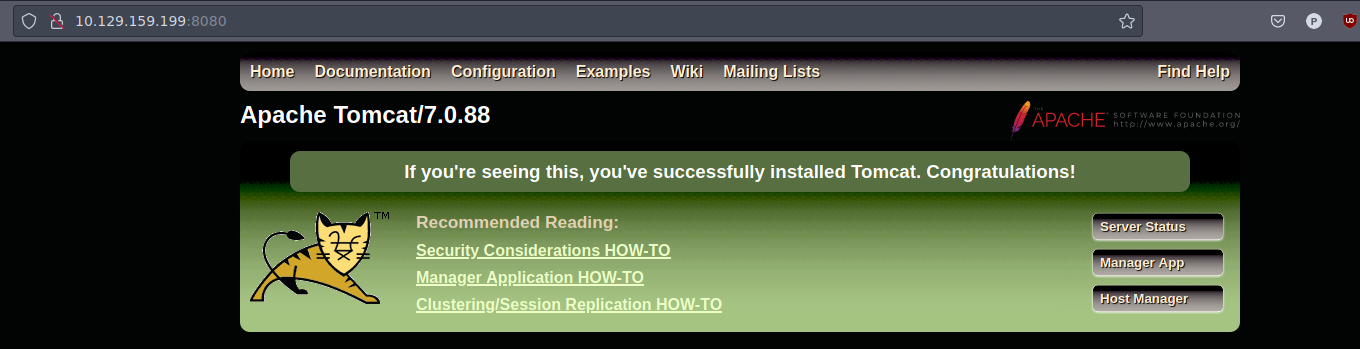 10.129.159.199:8080
Home Documentation Configuration Examples Wiki Mailing Lists Find Help
Apache Tomcat/7.0.88
THE
APACHE SOFTWARE FOUNDATION
http://www.apache.org/
If you're seeing this, you've successfully installed Tomcat. Congratulations!
TM
Recommended Reading:
Security Considerations HOW-TO
Manager Application HOW-TO
Clustering/Session Replication HOW-TO
Server Status
Manager App
Host Manager